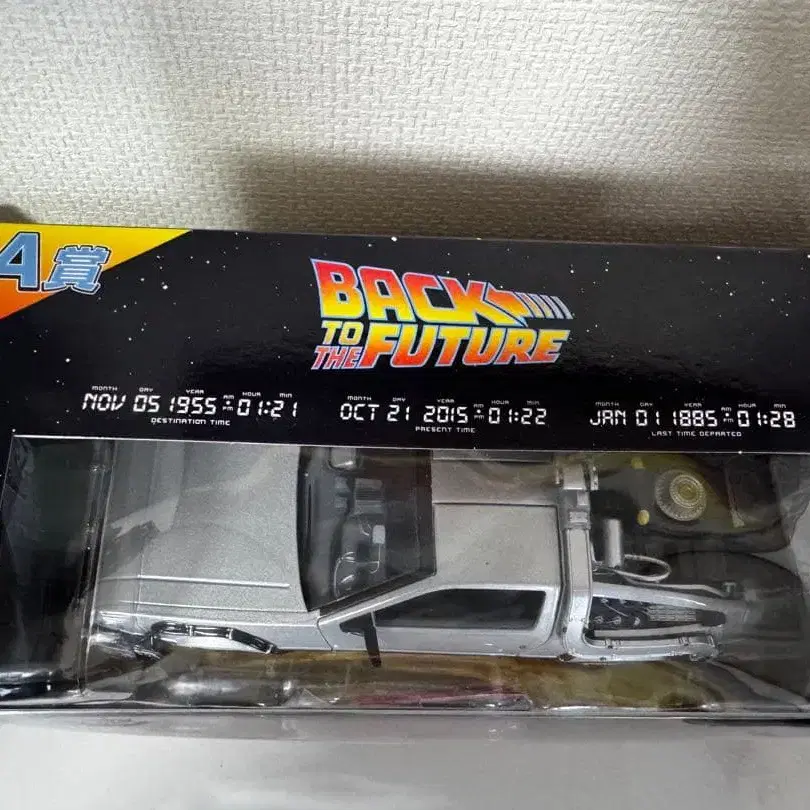 A賞
BACK
TO
THE FUTURE
MONTH DAY YEAR AM PM HOUR MIN
NOV 05 1955 01:21
DESTINATION TIME
MONTH DAY YEAR AM PM HOUR MIN
OCT 21 2015 01:22
PRESENT TIME
MONTH DAY YEAR AM PM HOUR MIN
JAN 01 1885 01:28
LAST TIME DEPARTED